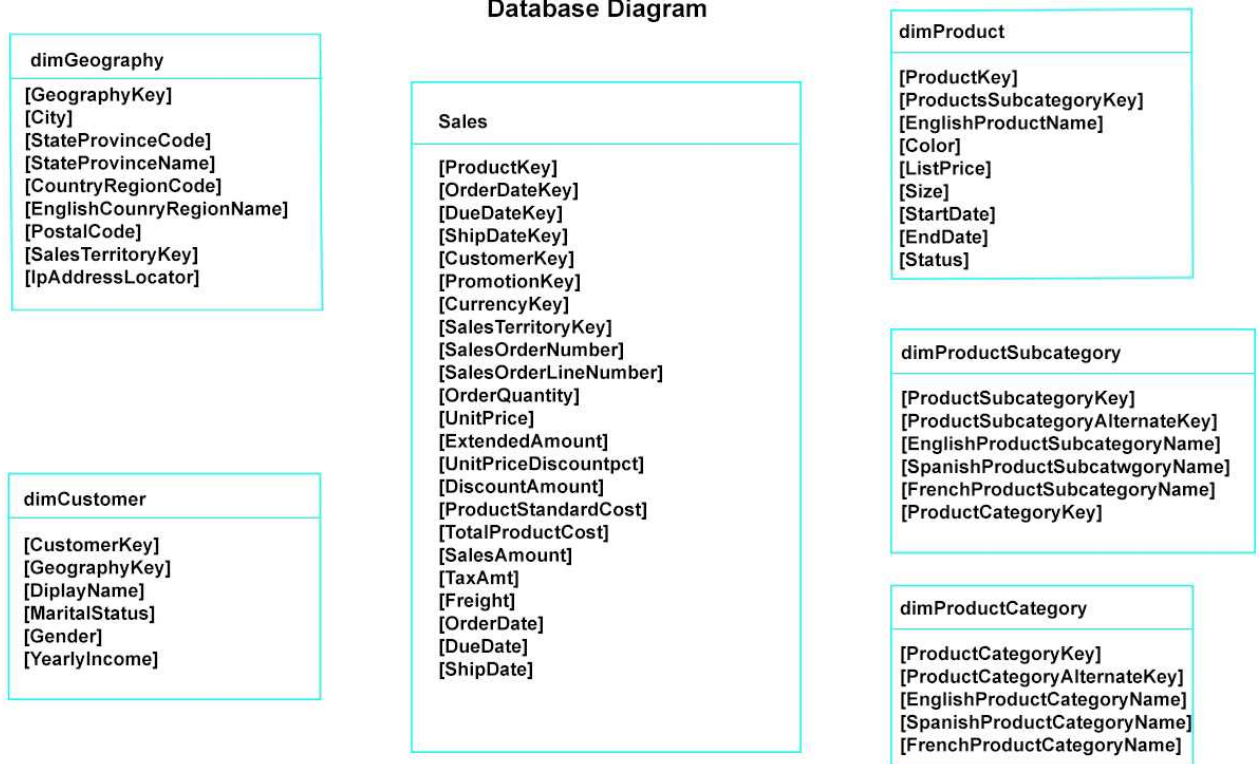 Database Diagram
dimGeography
[GeographyKey]
[City]
[StateProvinceCode]
[StateProvinceName]
[CountryRegionCode]
[EnglishCounryRegionName]
[PostalCode]
[SalesTerritoryKey]
[IpAddressLocator]
dimCustomer
[CustomerKey]
[GeographyKey]
[DiplayName]
[MaritalStatus]
[Gender]
[YearlyIncome]
Sales
[ProductKey]
[OrderDateKey]
[DueDateKey]
[ShipDateKey]
[CustomerKey]
[PromotionKey]
[CurrencyKey]
[SalesTerritoryKey]
[SalesOrderNumber]
[SalesOrderLineNumber]
[OrderQuantity]
[UnitPrice]
[ExtendedAmount]
[UnitPriceDiscountpct]
[DiscountAmount]
[ProductStandardCost]
[TotalProductCost]
[SalesAmount]
[TaxAmt]
[Freight]
[OrderDate]
[DueDate]
[ShipDate]
dimProduct
[ProductKey]
[ProductsSubcategoryKey]
[EnglishProductName]
[Color]
[ListPrice]
[Size]
[StartDate]
[EndDate]
[Status]
dimProductSubcategory
[ProductSubcategoryKey]
[ProductSubcategoryAlternateKey]
[EnglishProductSubcategoryName]
[SpanishProductSubcatwgoryName]
[FrenchProductSubcategoryName]
[ProductCategoryKey]
dimProductCategory
[ProductCategoryKey]
[ProductCategoryAlternateKey]
[EnglishProductCategoryName]
[SpanishProductCategoryName]
[FrenchProductCategoryName]